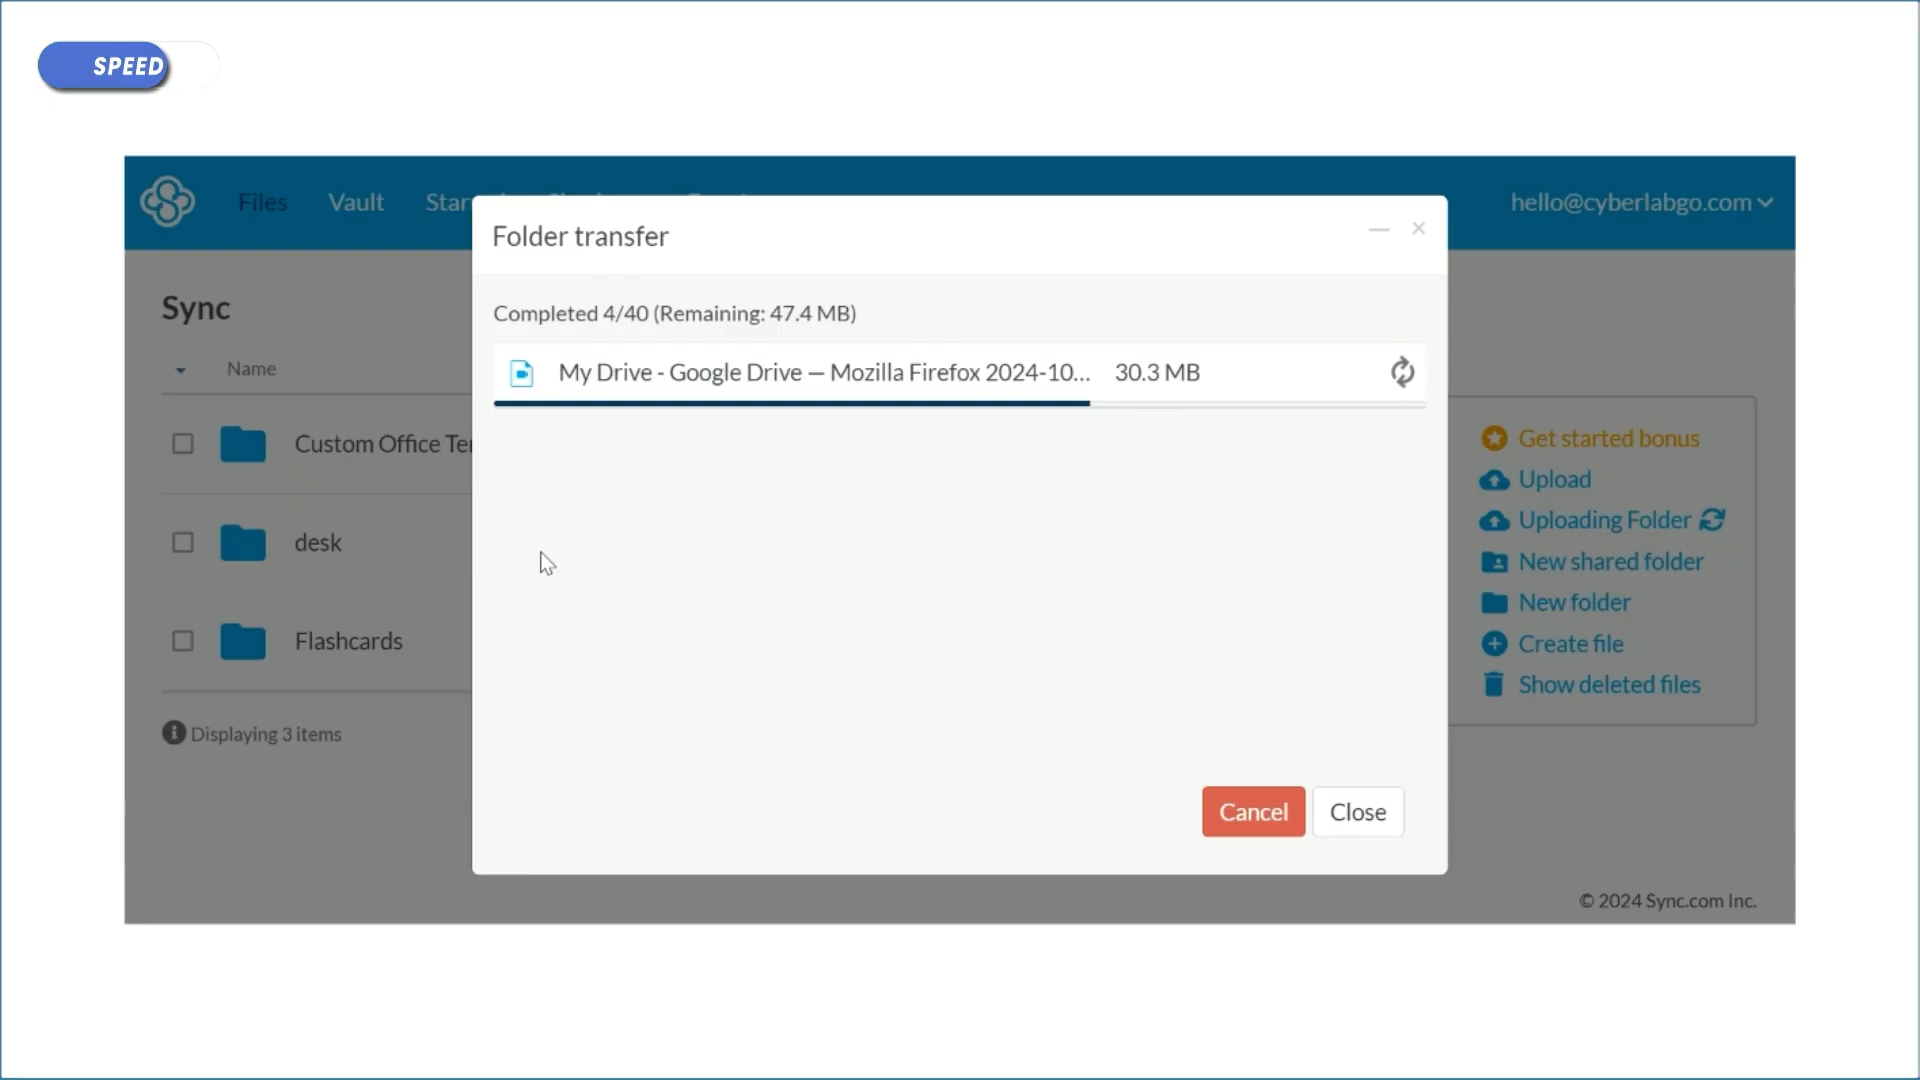 SPEED
Files Vault
hello@cyberlabgo.com
Folder transfer
Completed 4/40 (Remaining: 47.4 MB)
My Drive - Google Drive — Mozilla Firefox 2024-10... 30.3 MB
Sync
Name
Custom Office
desk
Flashcards
Displaying 3 items
Get started bonus
Upload
Uploading Folder
New shared folder
New folder
Create file
Show deleted files
Cancel Close
© 2024 Sync.com Inc.